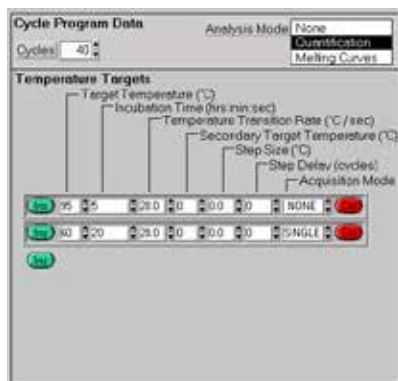 Cycle Program Data
Analysis Mode None
Quantification
Melting Curves
Cycles 40
Temperature Targets
Target Temperature (°C)
Incubation Time (hrs:min:sec)
Temperature Transition Rate (°C / sec)
Secondary Target Temperature (°C)
Step Size (°C)
Step Delay (cycles)
Acquisition Mode
Ins 95 5 20.0 0 0.0 0 NONE
Ins 60 20 20.0 0 0.0 0 SINGLE
Ins